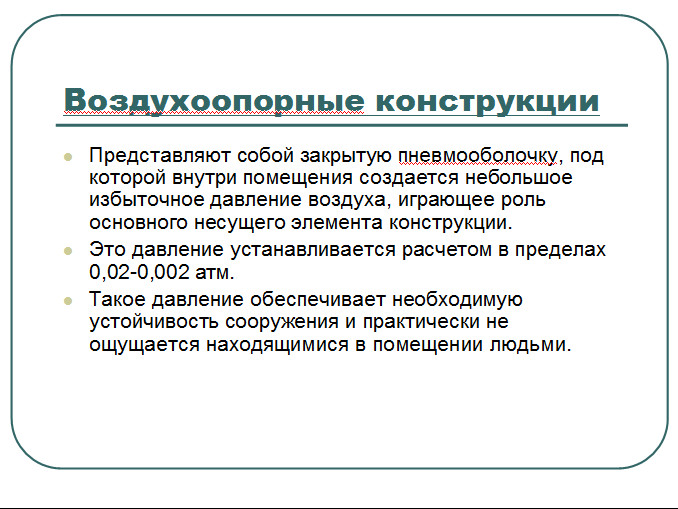 Воздухоопорные конструкции
Представляют собой закрытую пневмооболочку, под
которой внутри помещения создается небольшое
избыточное давление воздуха, играющее роль
основного несущего элемента конструкции.
Это давление устанавливается расчетом в пределах
0,02-0,002 атм.
Такое давление обеспечивает необходимую
устойчивость сооружения и практически не
ощущается находящимися в помещении людьми.